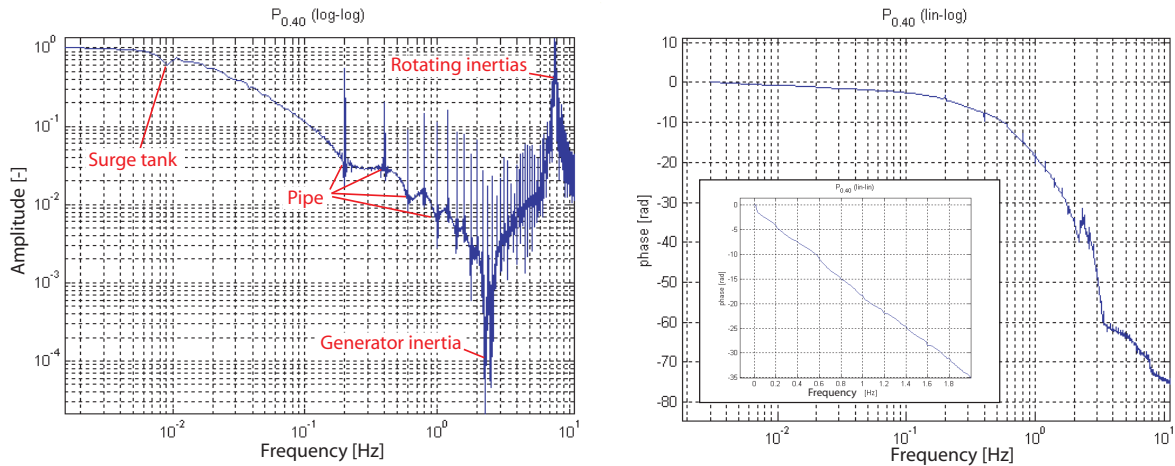 P0.40 (log-log)
Amplitude [-]
10^0
10^-1
10^-2
10^-3
10^-4
Rotating inertias
Surge tank
Pipe
Generator inertia
10^-2
10^-1
10^0
10^1
Frequency [Hz]
P0.40 (lin-log)
phase [rad]
10
0
-10
-20
-30
-40
-50
-60
-70
-80
P0.40 (lin-lin)
phase [rad]
0
-5
-10
-15
-20
-25
-30
-35
0 0.2 0.4 0.6 0.8 1.0 1.2 1.4 1.6 1.8
Frequency [Hz]
10^-2
10^-1
10^0
10^1
Frequency [Hz]